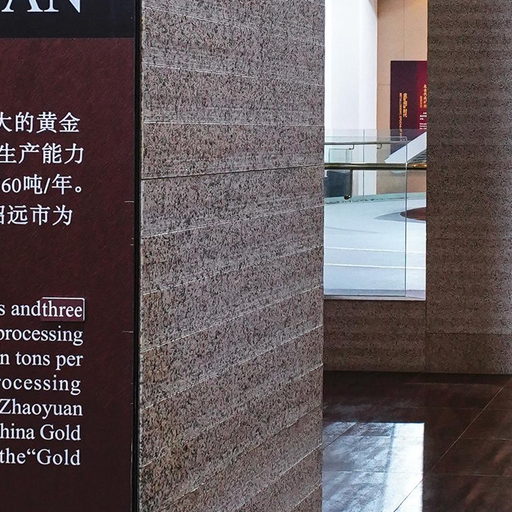 AN
大的黄金
生产能力
60吨/年。
招远市为
s andthree
processing
n tons per
rocessing
Zhaoyuan
hina Gold
the“Gold